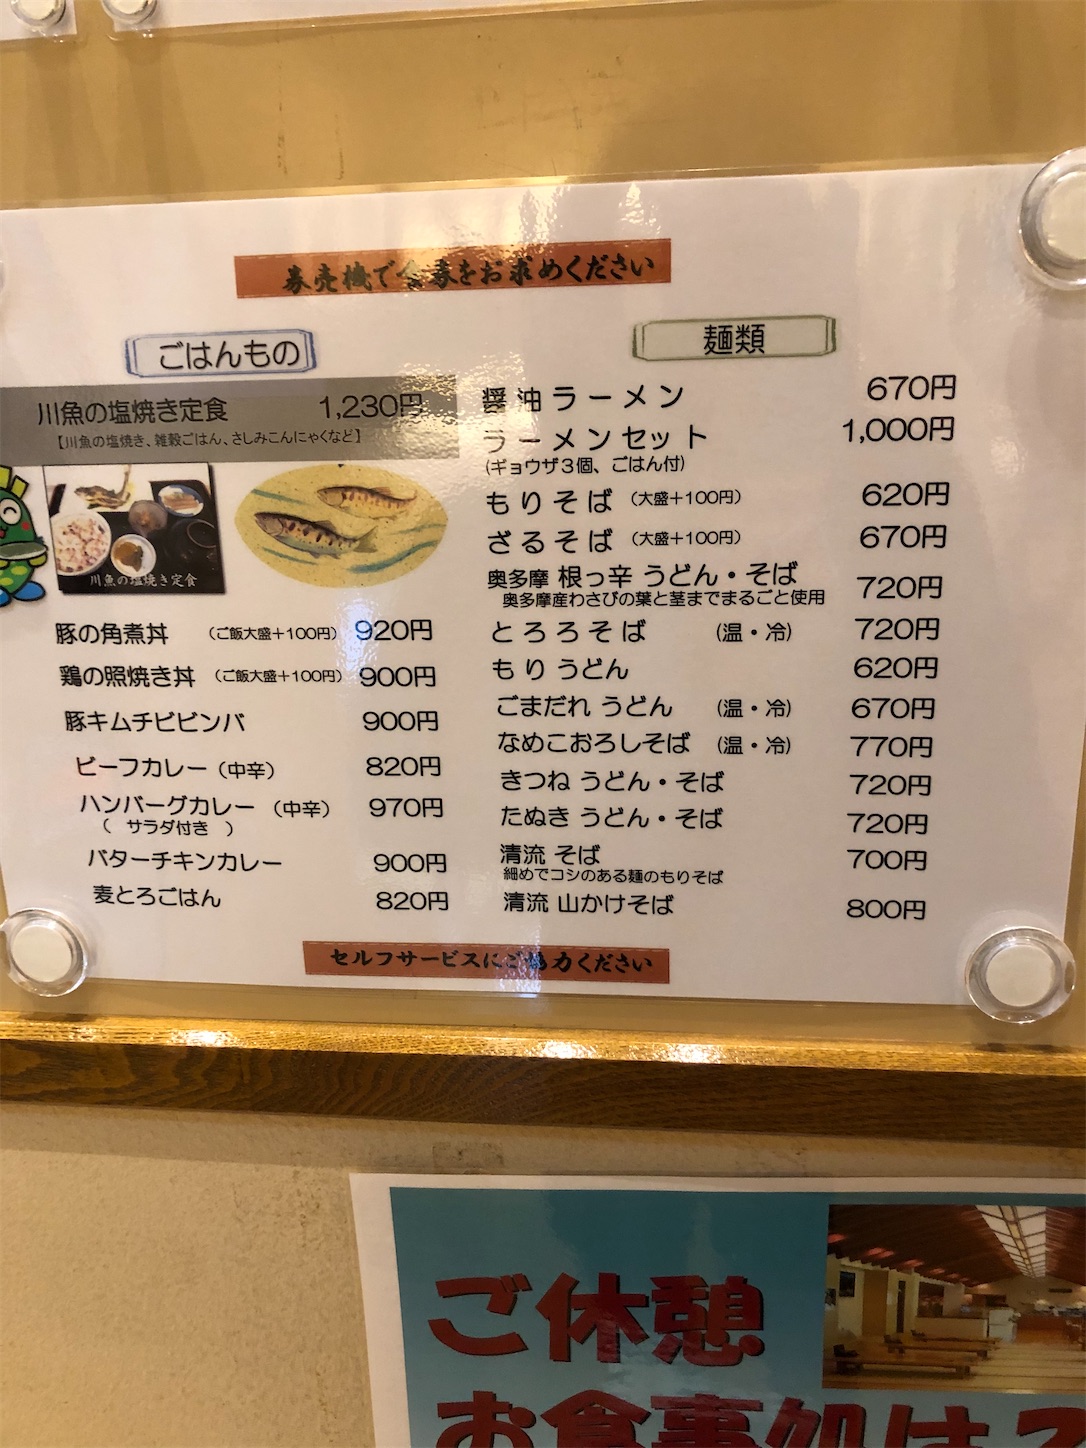 券売機で食券をお求めください
ごはんもの
川魚の塩焼き定食 1,230円
【川魚の塩焼き、雑穀ごはん、さしみこんにゃくなど】
川魚の塩焼き定食
豚の角煮丼 (ご飯大盛+100円) 920円
鶏の照焼き丼 (ご飯大盛+100円) 900円
豚キムチビビンバ 900円
ビーフカレー (中辛) 820円
ハンバーグカレー (中辛) 970円
( サラダ付き )
バターチキンカレー 900円
麦とろごはん 820円
麺類
醤油ラーメン 670円
ラーメンセット 1,000円
(ギョウザ3個、ごはん付)
もりそば (大盛+100円) 620円
ざるそば (大盛+100円) 670円
奥多摩 根っ辛 うどん・そば 720円
奥多摩産わさびの葉と茎までまるごと使用
とろろそば (温・冷) 720円
もりうどん 620円
ごまだれ うどん (温・冷) 670円
なめこおろしそば (温・冷) 770円
きつね うどん・そば 720円
たぬき うどん・そば 720円
清流 そば 700円
細めでコシのある麺のもりそば
清流 山かけそば 800円
セルフサービスにご協力ください
ご休憩
お食事処は2